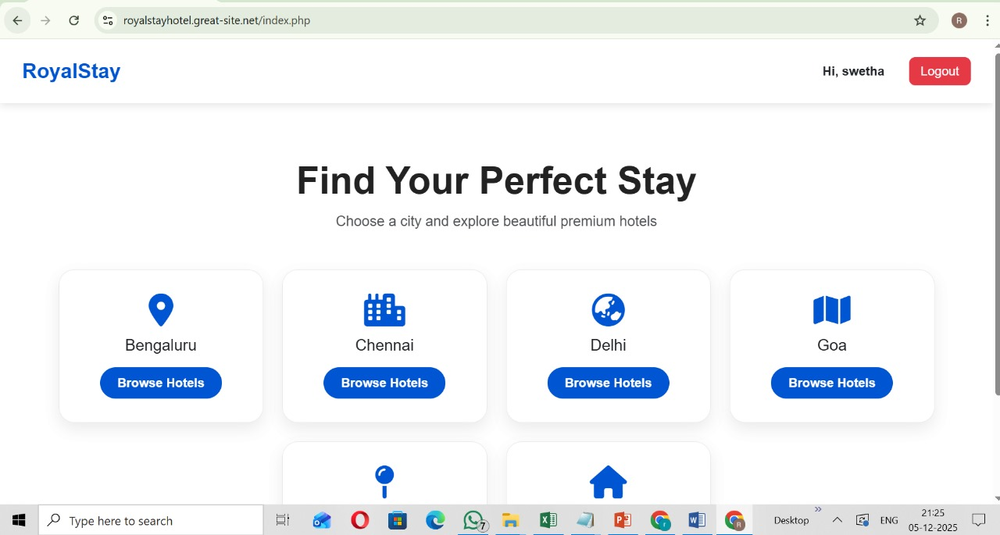 royalstayhotel.great-site.net/index.php
R
RoyalStay
Hi, swetha
Logout
Find Your Perfect Stay
Choose a city and explore beautiful premium hotels
Bengaluru
Chennai
Delhi
Goa
Browse Hotels
Browse Hotels
Browse Hotels
Browse Hotels
Type here to search
7
r
R
Desktop
ENG
21:25
05-12-2025